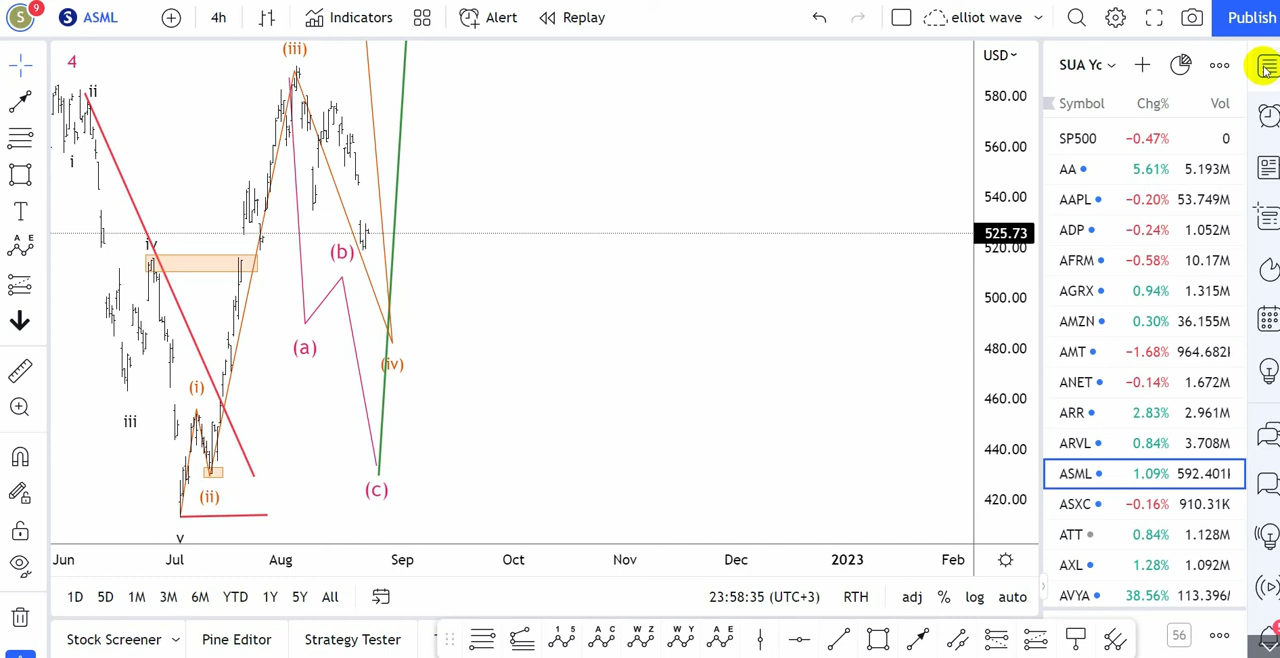 S 9 S ASML 4h Indicators Alert Replay elliot wave Publish
4
ii
i
iv
iii
v
(i)
(ii)
(iii)
(a)
(b)
(iv)
(c)
USD
580.00
560.00
540.00
525.73
520.00
500.00
480.00
460.00
440.00
420.00
Jun Jul Aug Sep Oct Nov Dec 2023 Feb
1D 5D 1M 3M 6M YTD 1Y 5Y All 23:58:35 (UTC+3) RTH adj % log auto
Stock Screener Pine Editor Strategy Tester
1 5 A C W Z W Y A E
56
A E
SUA Yc
Symbol Chg% Vol
SP500 −0.47% 0
AA 5.61% 5.193M
AAPL −0.20% 53.749M
ADP −0.24% 1.052M
AFRM −0.58% 10.17M
AGRX 0.94% 1.315M
AMZN 0.30% 36.155M
AMT −1.68% 964.682
ANET −0.14% 1.672M
ARR 2.83% 2.961M
ARVL 0.84% 3.708M
ASML 1.09% 592.401
ASXC −0.16% 910.31K
ATT 0.84% 1.128M
AXL 1.28% 1.092M
AVYA 38.56% 113.396